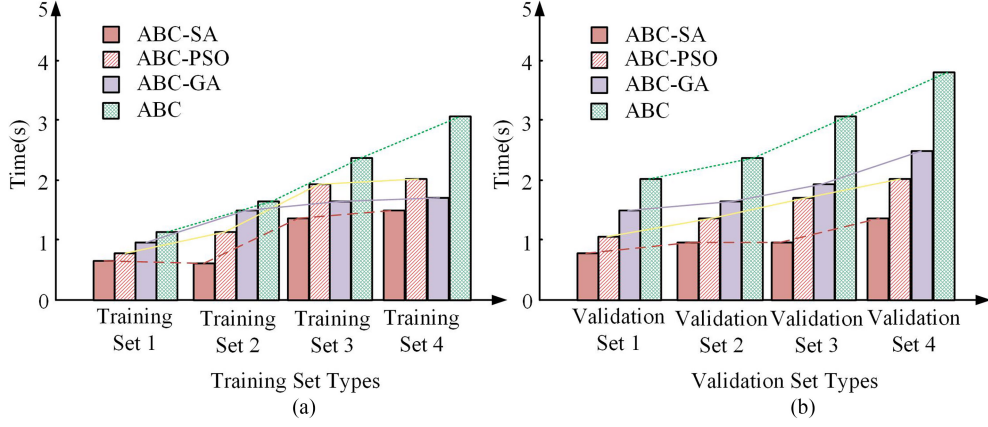 5
4
3
2
1
0
Time(s)
ABC-SA
ABC-PSO
ABC-GA
ABC
Training
Set 1
Training
Set 2
Training
Set 3
Training
Set 4
Training Set Types
(a)
5
4
3
2
1
0
Time(s)
ABC-SA
ABC-PSO
ABC-GA
ABC
Validation
Set 1
Validation
Set 2
Validation
Set 3
Validation
Set 4
Validation Set Types
(b)